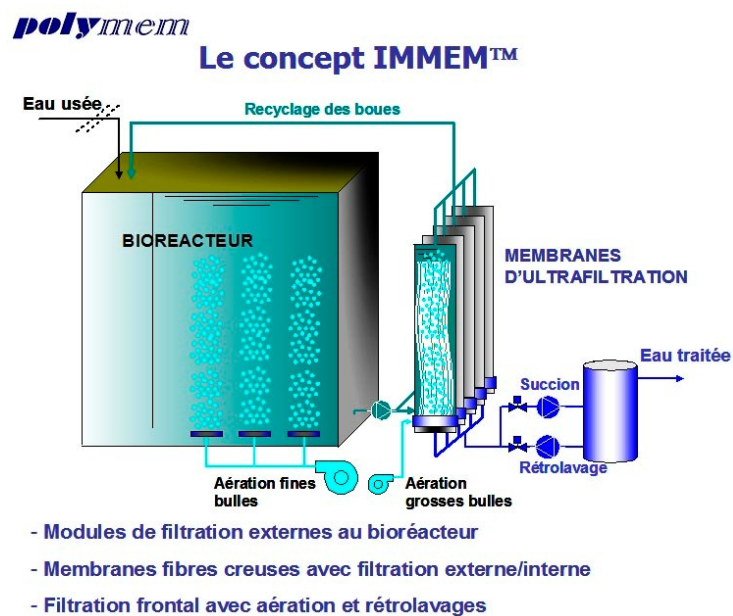 polymem
Le concept IMMEM™
Eau usée
Recyclage des boues
BIOREACTEUR
MEMBRANES
D'ULTRAFILTRATION
Eau traitée
Succion
Rétrolavage
Aération fines
bulles
Aération
grosses bulles
- Modules de filtration externes au bioréacteur
- Membranes fibres creuses avec filtration externe/interne
- Filtration frontal avec aération et rétrolavages